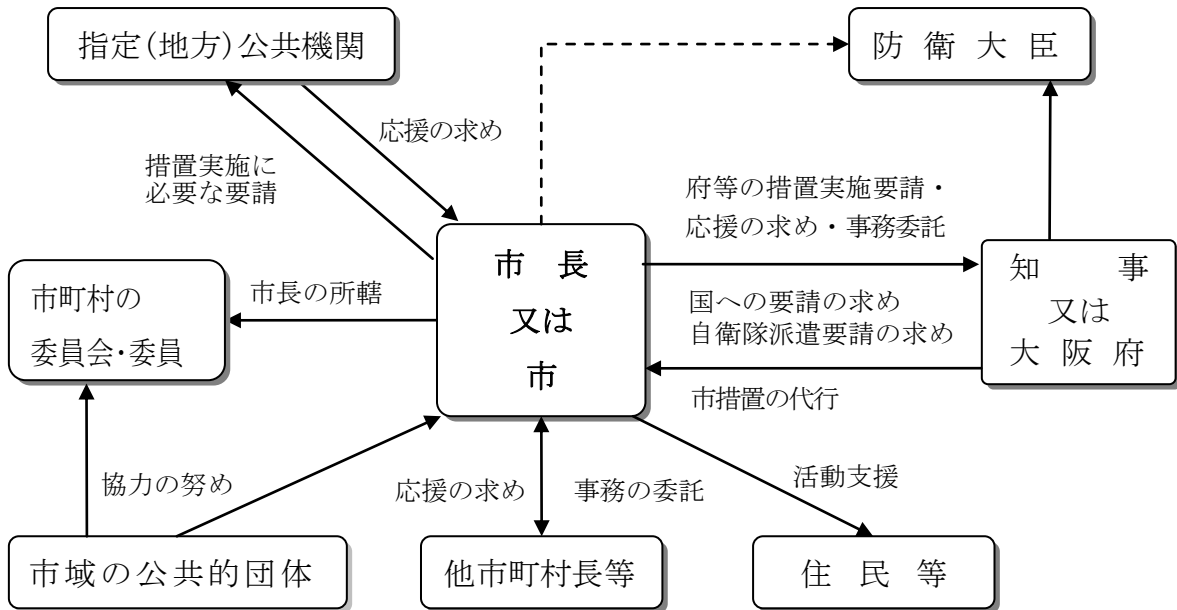 指定(地方)公共機関
防衛大臣
応援の求め
措置実施に
必要な要請
府等の措置実施要請・
応援の求め・事務委託
市長
又は
市
知事
又は
大阪府
市町村の
委員会・委員
市長の所轄
国への要請の求め
自衛隊派遣要請の求め
市措置の代行
協力の努め
応援の求め
事務の委託
活動支援
市域の公共的団体
他市町村長等
住民等